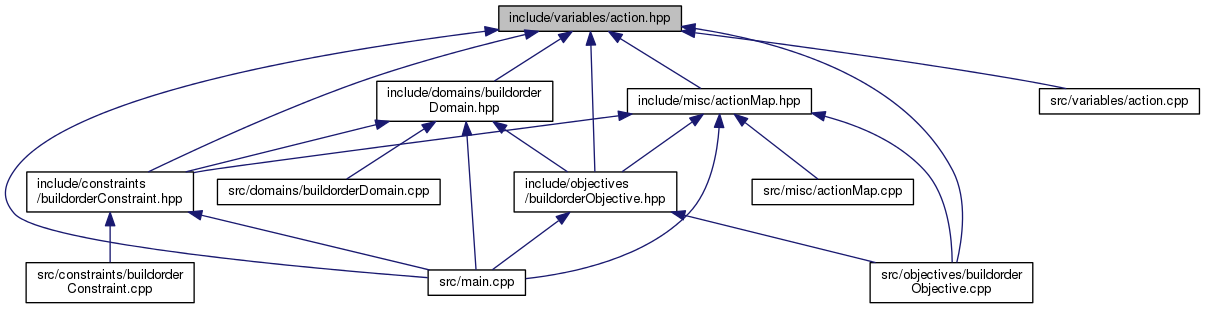 include/variables/action.hpp
include/domains/buildorder
Domain.hpp
include/misc/actionMap.hpp
src/variables/action.cpp
include/constraints
/buildorderConstraint.hpp
src/domains/buildorderDomain.cpp
include/objectives
/buildorderObjective.hpp
src/misc/actionMap.cpp
src/constraints/buildorder
Constraint.cpp
src/main.cpp
src/objectives/buildorder
Objective.cpp